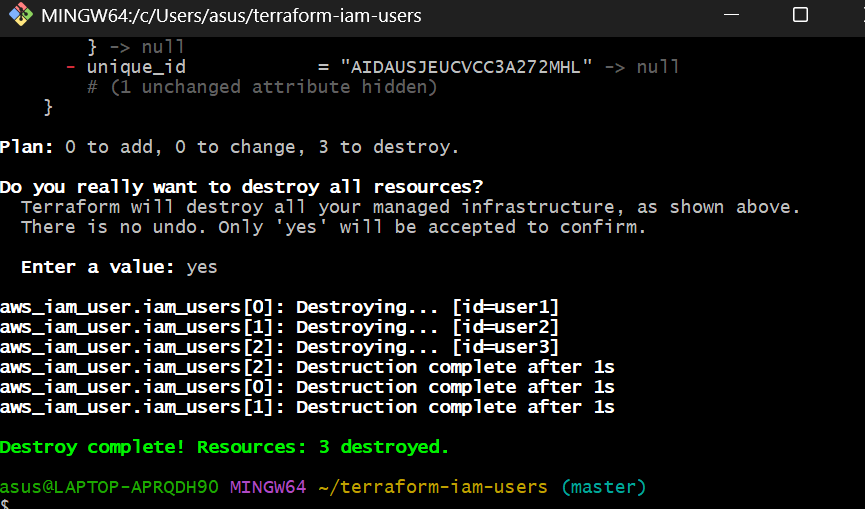 MINGW64:/c/Users/asus/terraform-iam-users
} -> null
- unique_id            = "AIDAUSJEUCVCC3A272MHL" -> null
# (1 unchanged attribute hidden)
}
Plan: 0 to add, 0 to change, 3 to destroy.
Do you really want to destroy all resources?
Terraform will destroy all your managed infrastructure, as shown above.
There is no undo. Only 'yes' will be accepted to confirm.
Enter a value: yes
aws_iam_user.iam_users[0]: Destroying... [id=user1]
aws_iam_user.iam_users[1]: Destroying... [id=user2]
aws_iam_user.iam_users[2]: Destroying... [id=user3]
aws_iam_user.iam_users[2]: Destruction complete after 1s
aws_iam_user.iam_users[0]: Destruction complete after 1s
aws_iam_user.iam_users[1]: Destruction complete after 1s
Destroy complete! Resources: 3 destroyed.
asus@LAPTOP-APRQDH90 MINGW64 ~/terraform-iam-users (master)
$